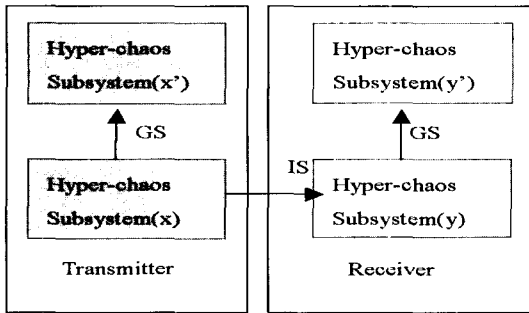 Hyper-chaos
Subsystem(x’)
GS
Hyper-chaos
Subsystem(x)
Transmitter
IS
Hyper-chaos
Subsystem(y’)
GS
Hyper-chaos
Subsystem(y)
Receiver